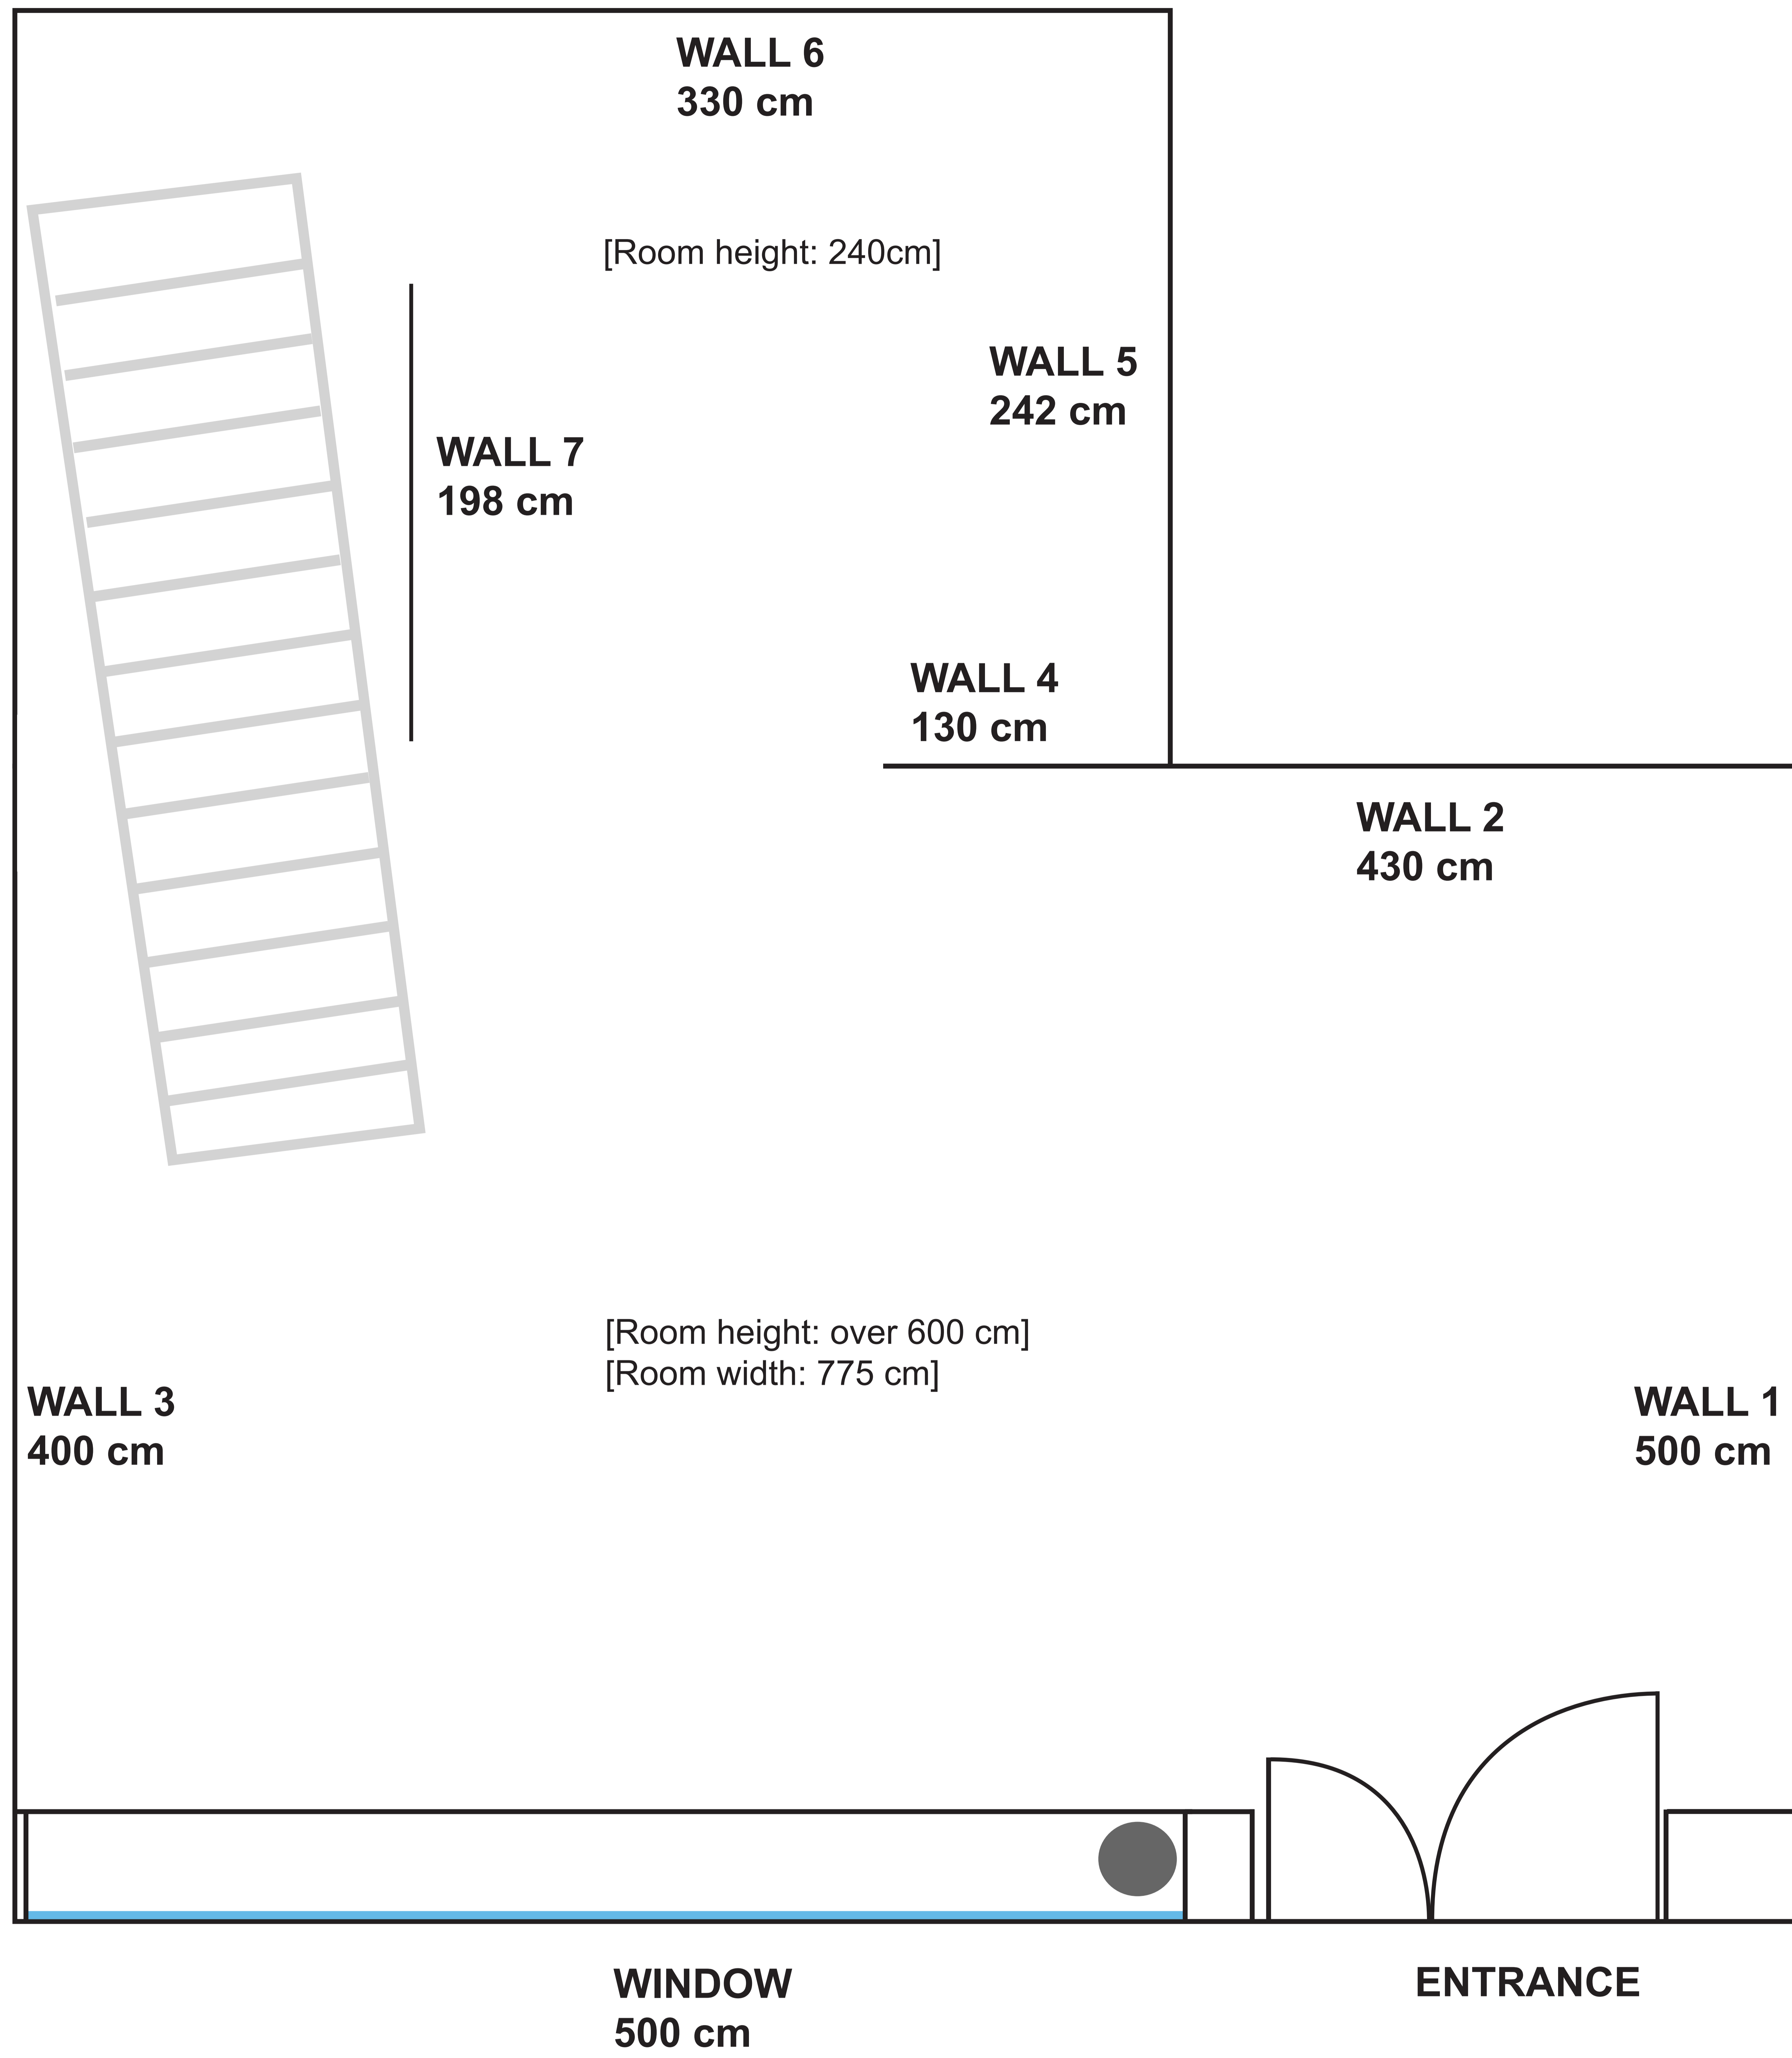 WALL 6
330 cm
[Room height: 240cm]
WALL 5
242 cm
WALL 7
198 cm
WALL 4
130 cm
WALL 2
430 cm
[Room height: over 600 cm]
[Room width: 775 cm]
WALL 3
400 cm
WALL 1
500 cm
WINDOW
500 cm
ENTRANCE